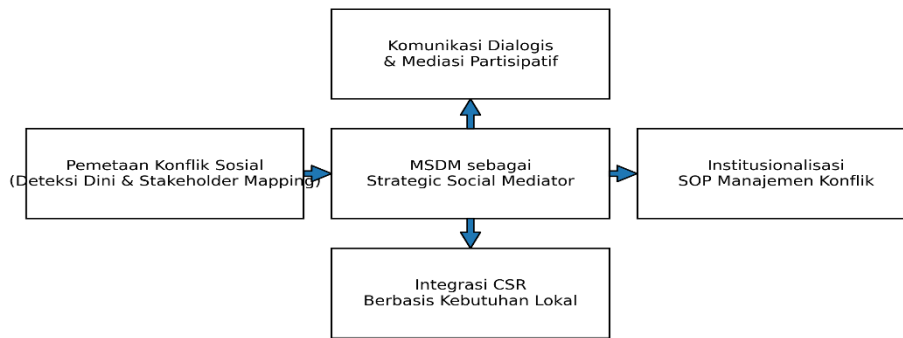 Komunikasi Dialogis
& Mediasi Partisipatif
Pemetaan Konflik Sosial
(Deteksi Dini & Stakeholder Mapping)
MSDM sebagai
Strategic Social Mediator
Institusionalisasi
SOP Manajemen Konflik
Integrasi CSR
Berbasis Kebutuhan Lokal